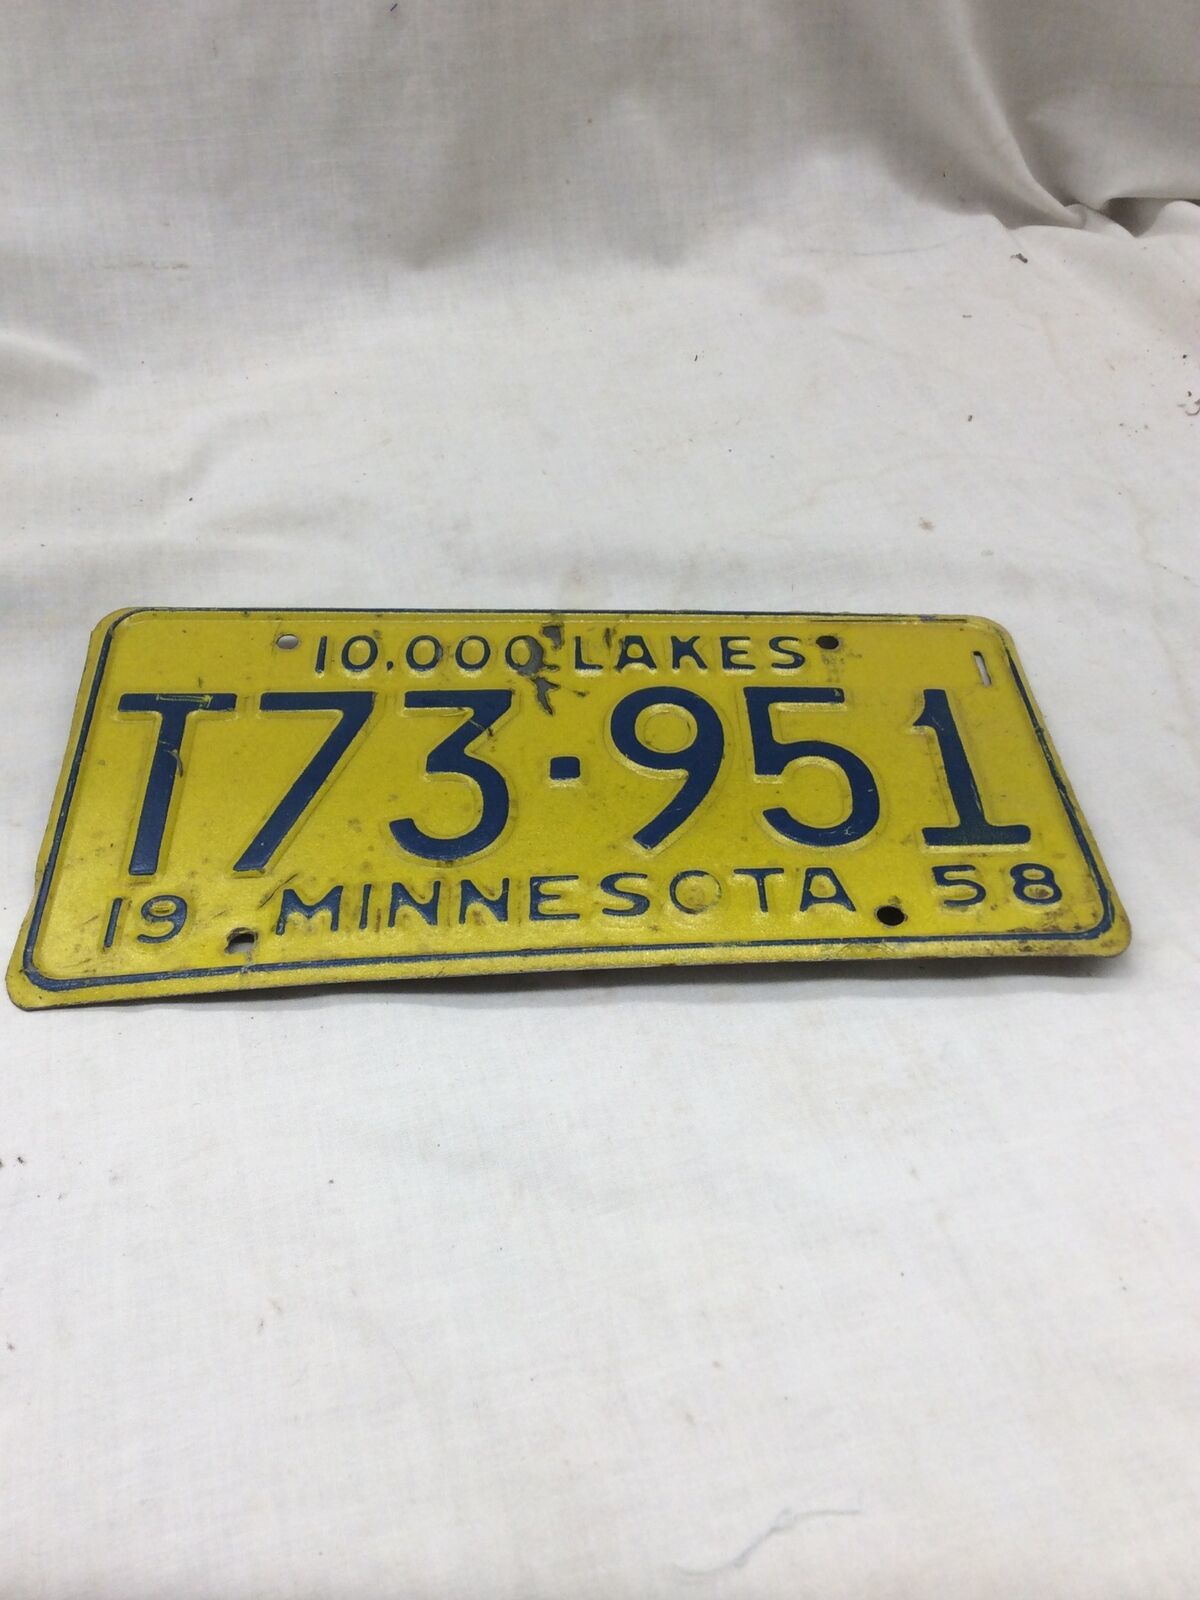 10,000 LAKES
T73·951
19 MINNESOTA 58